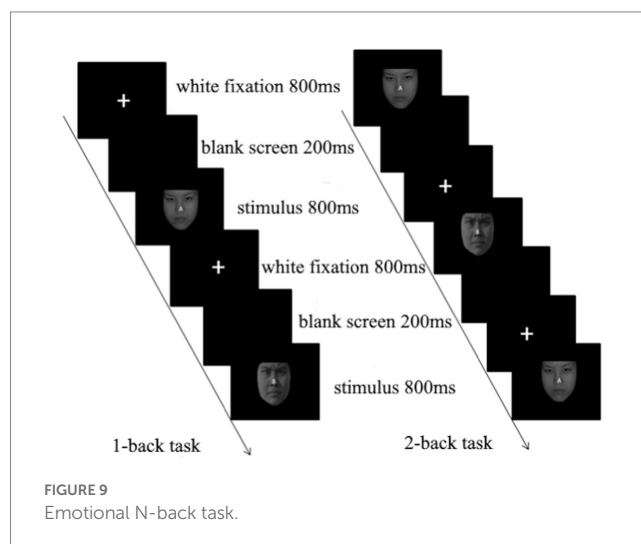 white fixation 800ms
blank screen 200ms
stimulus 800ms
white fixation 800ms
blank screen 200ms
stimulus 800ms
1-back task
2-back task
FIGURE 9
Emotional N-back task.